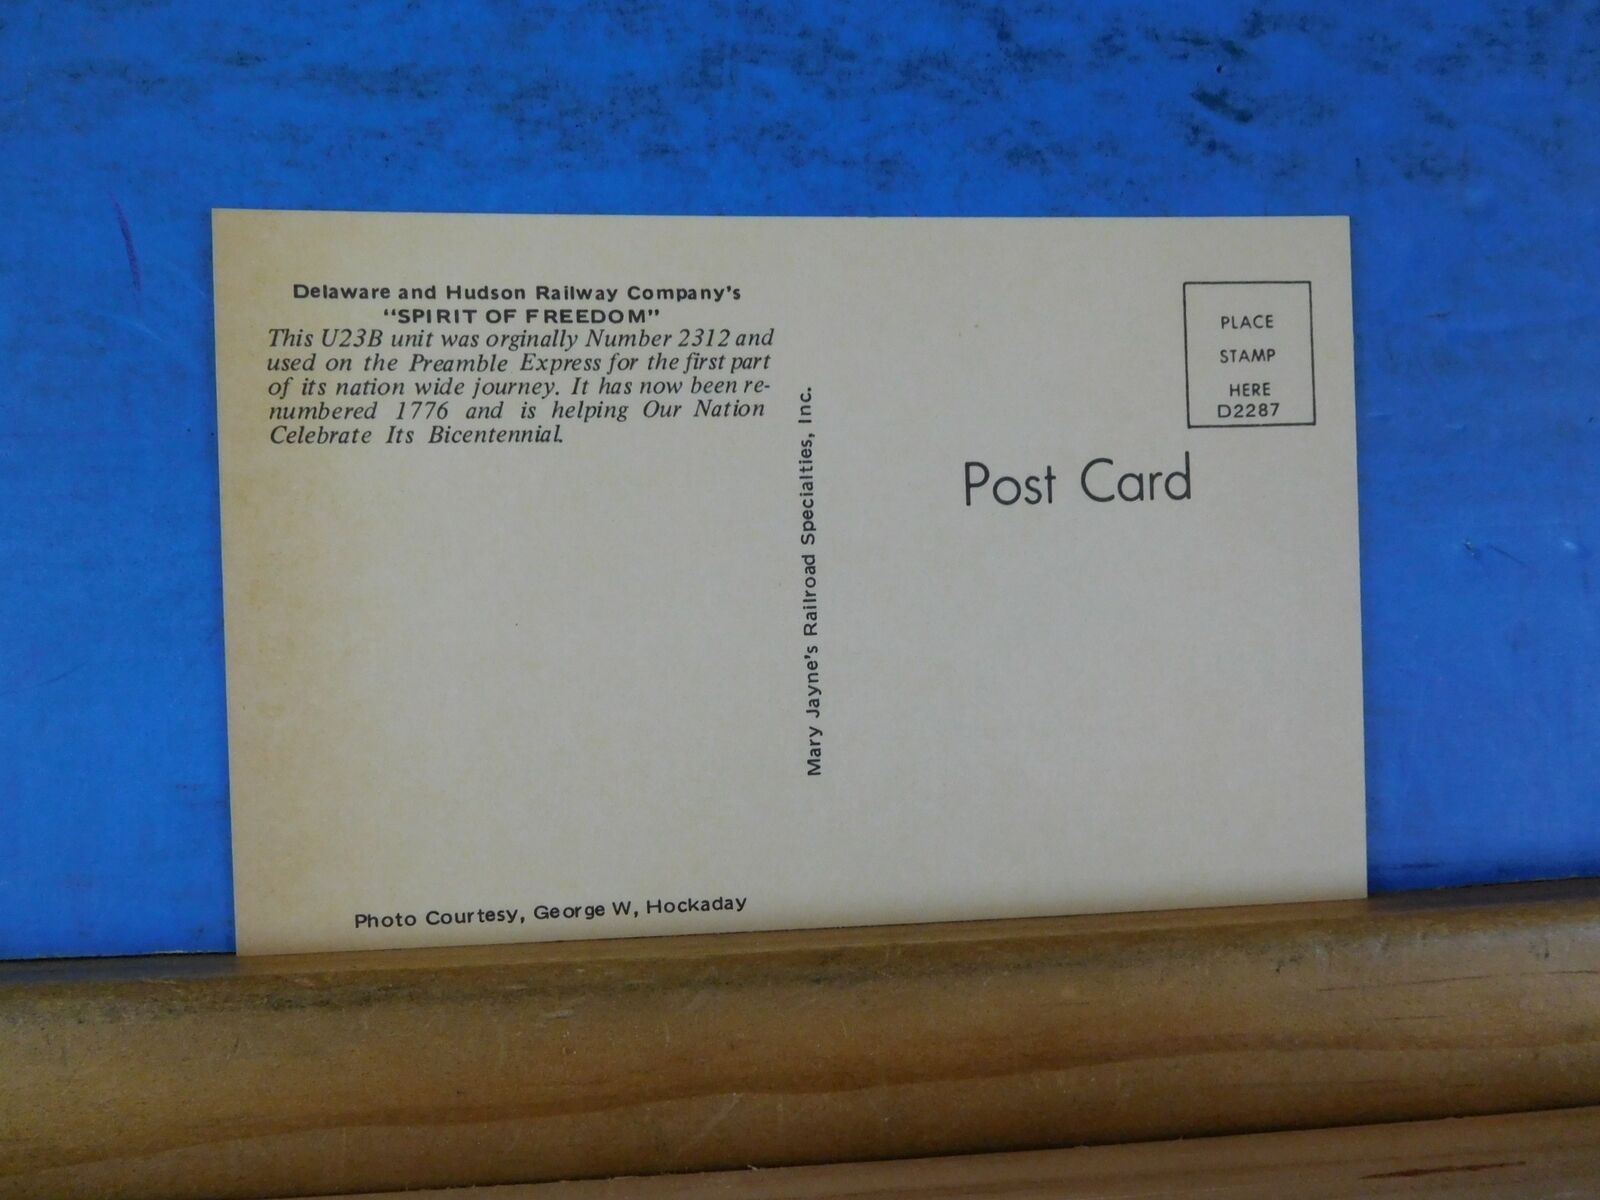 Delaware and Hudson Railway Company's
"SPIRIT OF FREEDOM"
This U23B unit was orginally Number 2312 and
used on the Preamble Express for the first part
of its nation wide journey. It has now been re-
numbered 1776 and is helping Our Nation
Celebrate Its Bicentennial.
Photo Courtesy, George W, Hockaday
Mary Jayne's Railroad Specialties, Inc.
PLACE
STAMP
HERE
D2287
Post Card